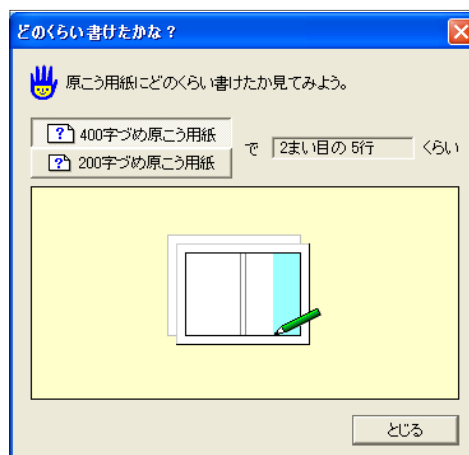 どのくらい書けたかな？
原こう用紙にどのくらい書けたか見てみよう。
400字づめ原こう用紙
200字づめ原こう用紙
で 2まい目の 5行 くらい
とじる